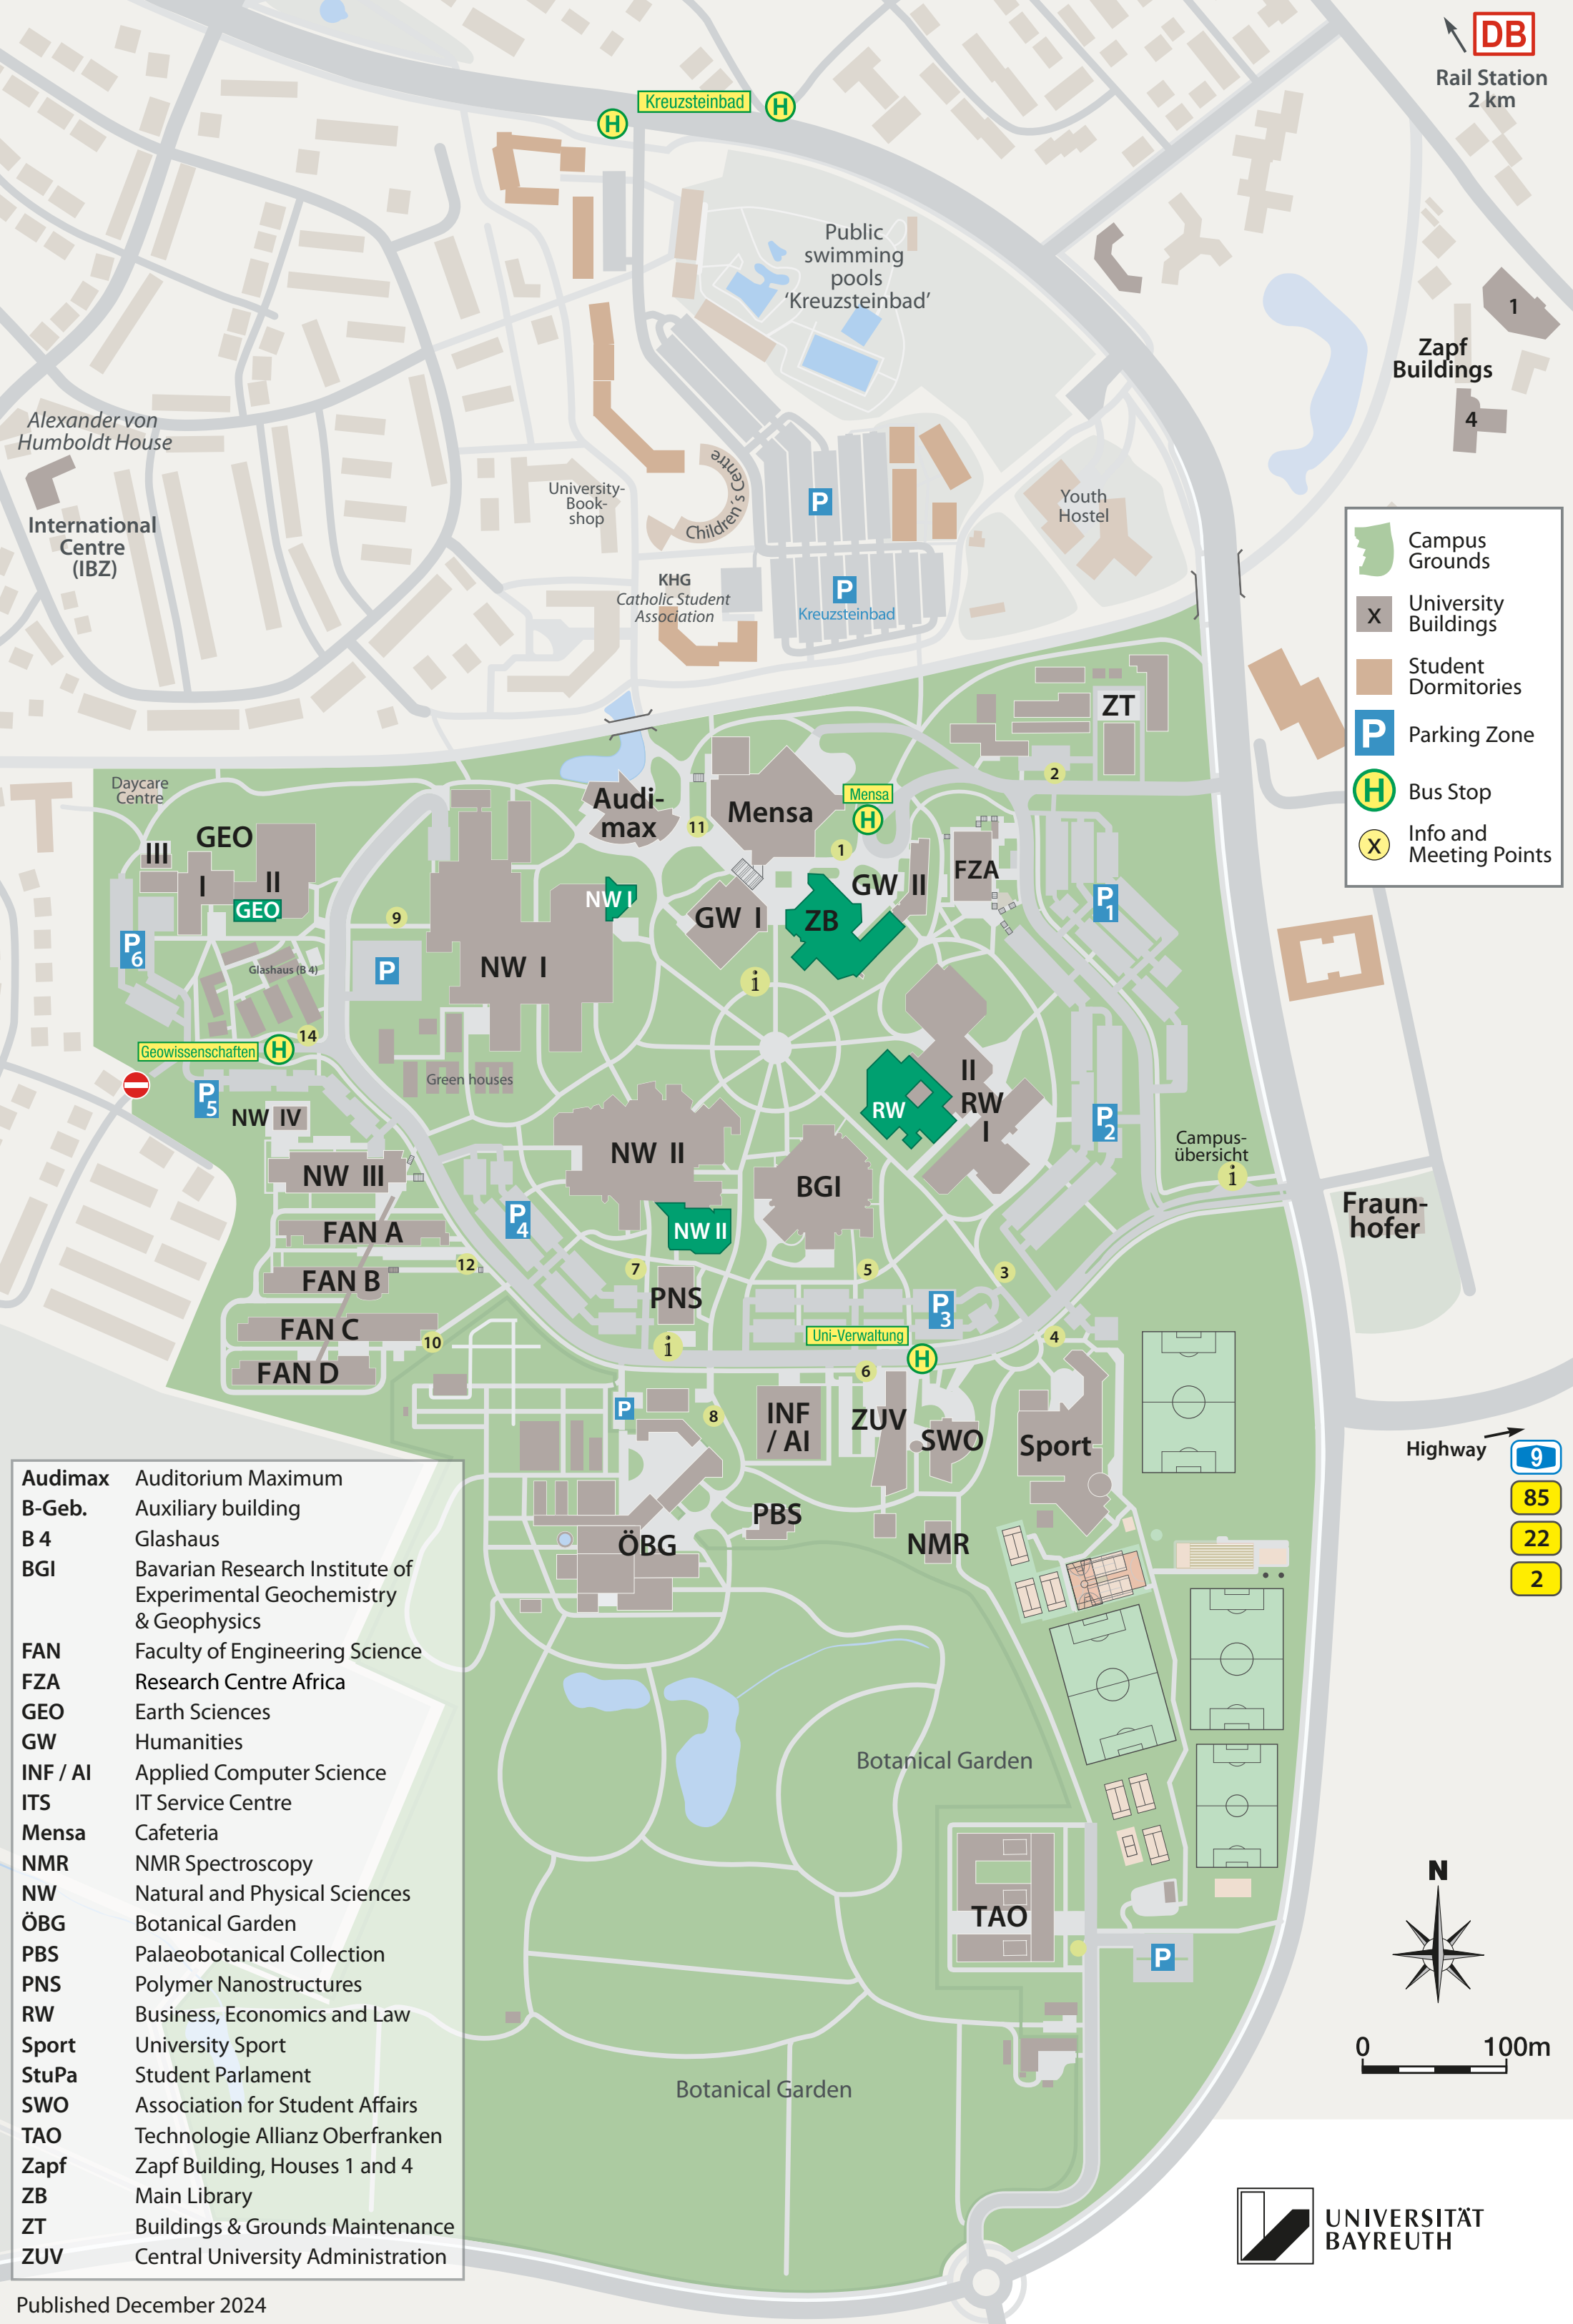 DB
Rail Station
2 km
H
Kreuzsteinbad
H
Public
swimming
pools
‘Kreuzsteinbad’
1
Zapf
Buildings
4
Alexander von
Humboldt House
International
Centre
(IBZ)
University-
Book-
shop
Children´s Centre
P
Youth
Hostel
KHG
Catholic Student
Association
P
Kreuzsteinbad
Campus
Grounds
X
University
Buildings
Student
Dormitories
P
Parking Zone
H
Bus Stop
X
Info and
Meeting Points
ZT
2
Daycare
Centre
GEO
III
I
II
GEO
P6
9
P
Glashaus (B 4)
14
Geowissenschaften
H
P5
NW IV
Audi-
max
11
Mensa
Mensa
H
1
NW I
NW I
GW I
ZB
GW II
FZA
P1
i
Green houses
II
RW
RW
I
P2
Campus-
übersicht
i
Fraun-
hofer
NW II
BGI
NW III
P4
NW II
FAN A
12
FAN B
7
PNS
5
3
FAN C
10
P3
Uni-Verwaltung
H
4
i
FAN D
6
P
8
INF
/ AI
ZUV
SWO
Sport
Highway
9
85
22
2
PBS
ÖBG
NMR
Botanical Garden
TAO
P
Botanical Garden
Audimax Auditorium Maximum
B-Geb. Auxiliary building
B 4 Glashaus
BGI Bavarian Research Institute of
Experimental Geochemistry
& Geophysics
FAN Faculty of Engineering Science
FZA Research Centre Africa
GEO Earth Sciences
GW Humanities
INF / AI Applied Computer Science
ITS IT Service Centre
Mensa Cafeteria
NMR NMR Spectroscopy
NW Natural and Physical Sciences
ÖBG Botanical Garden
PBS Palaeobotanical Collection
PNS Polymer Nanostructures
RW Business, Economics and Law
Sport University Sport
StuPa Student Parlament
SWO Association for Student Affairs
TAO Technologie Allianz Oberfranken
Zapf Zapf Building, Houses 1 and 4
ZB Main Library
ZT Buildings & Grounds Maintenance
ZUV Central University Administration
N
0 100m
UNIVERSITÄT
BAYREUTH
Published December 2024